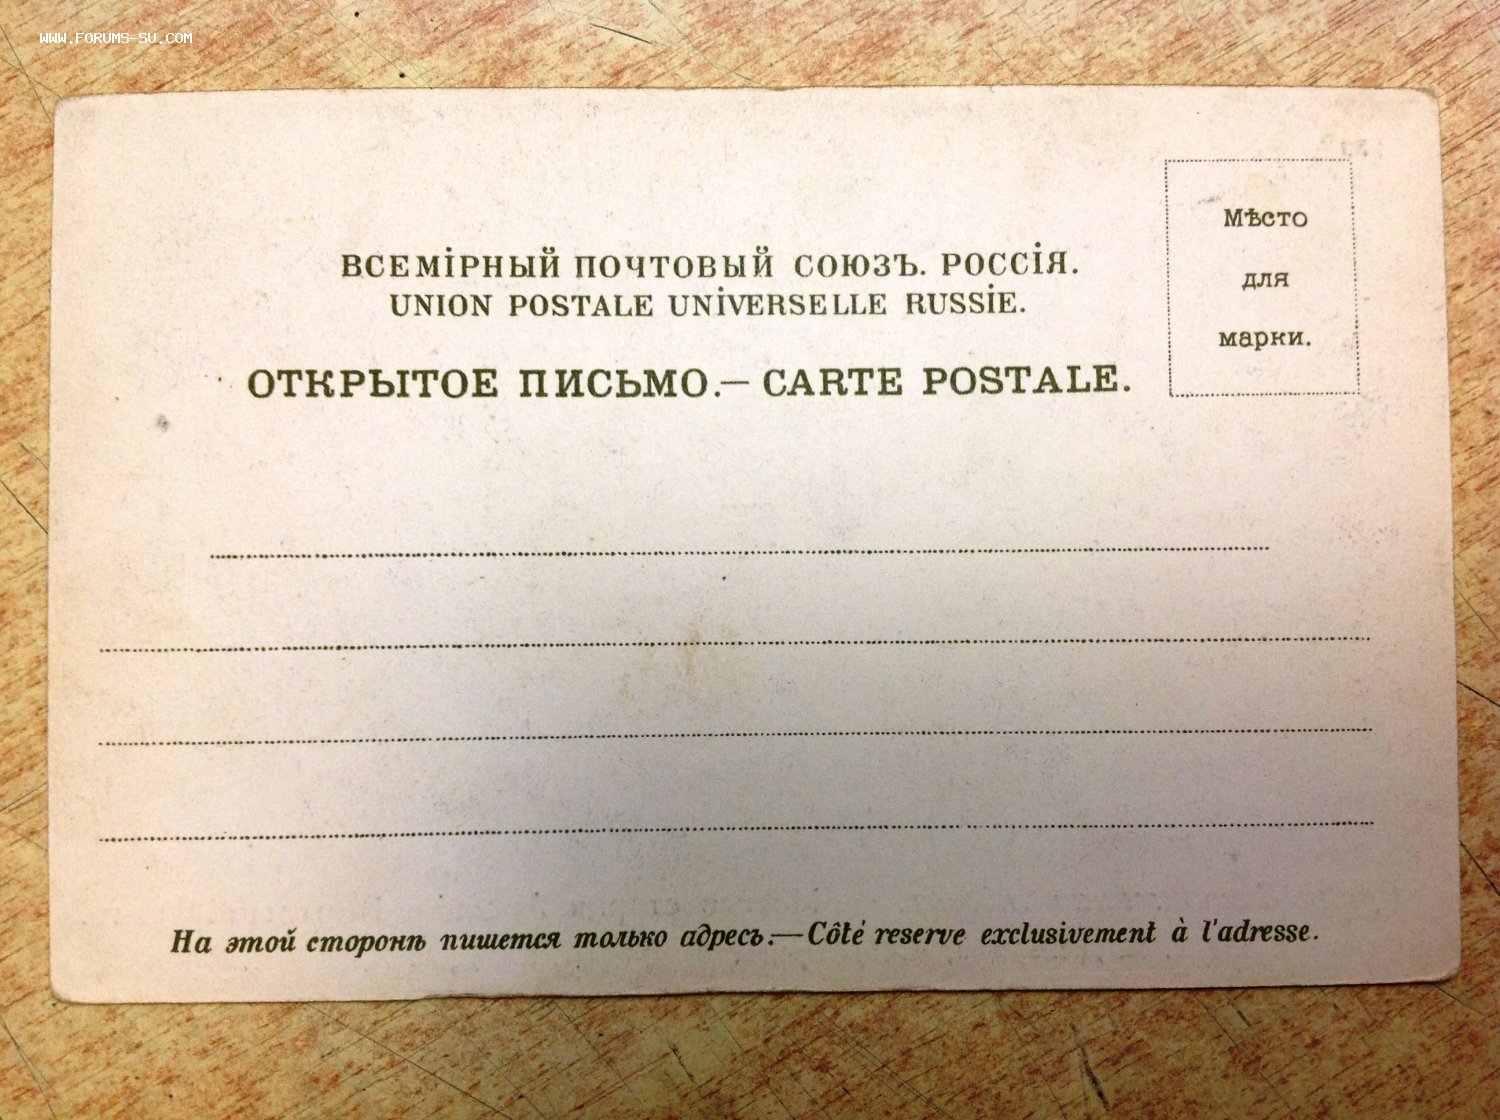 WWW.FORUMS-SU.COM
Мѣсто
для
марки.
ВСЕМІРНЫЙ ПОЧТОВЫЙ СОЮЗЪ. РОССІЯ.
UNION POSTALE UNIVERSELLE RUSSIE.
ОТКРЫТОЕ ПИСЬМО.— CARTE POSTALE.
На этой сторонѣ пишется только адресъ.— Côté reserve exclusivement à l'adresse.